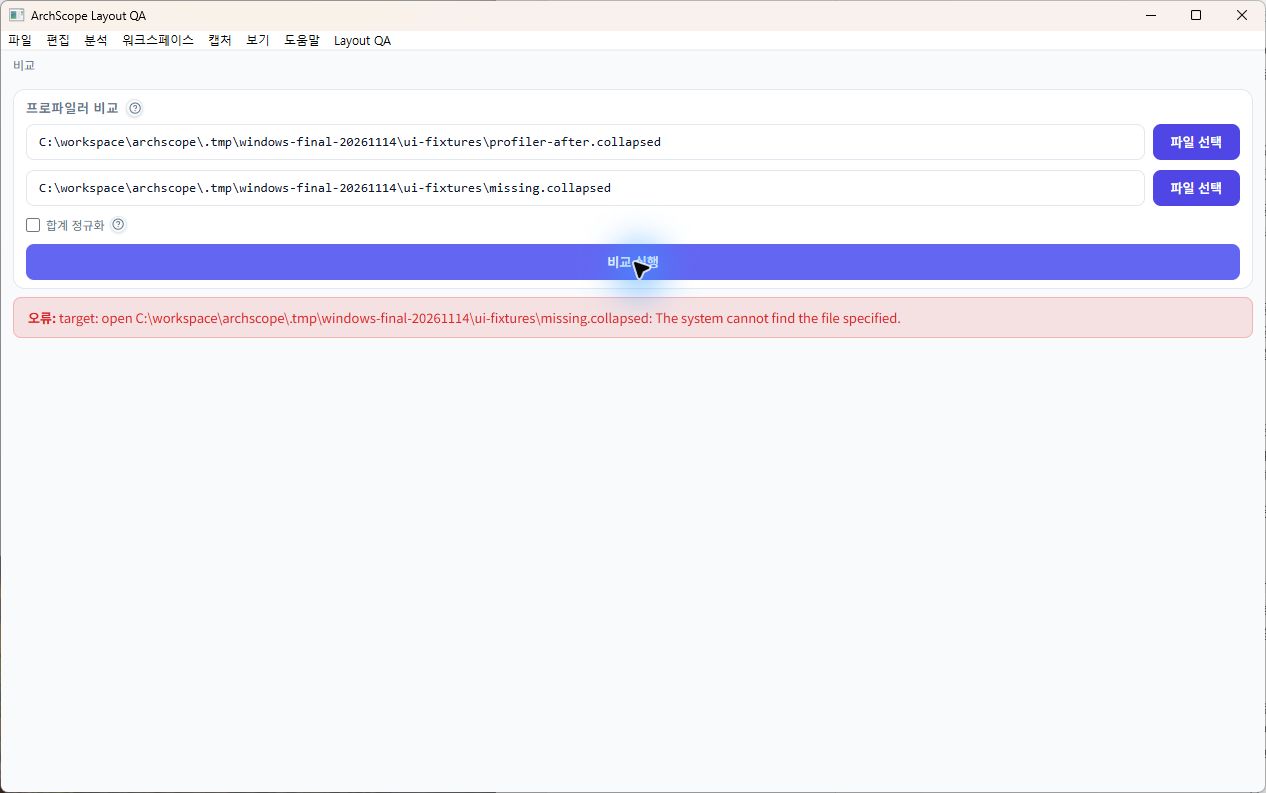 ArchScope Layout QA
파일 편집 분석 워크스페이스 캡처 보기 도움말 Layout QA
비교
프로파일러 비교 ?
C:\workspace\archscope\.tmp\windows-final-20261114\ui-fixtures\profiler-after.collapsed 파일 선택
C:\workspace\archscope\.tmp\windows-final-20261114\ui-fixtures\missing.collapsed 파일 선택
합계 정규화 ?
비교 실행
오류: target: open C:\workspace\archscope\.tmp\windows-final-20261114\ui-fixtures\missing.collapsed: The system cannot find the file specified.